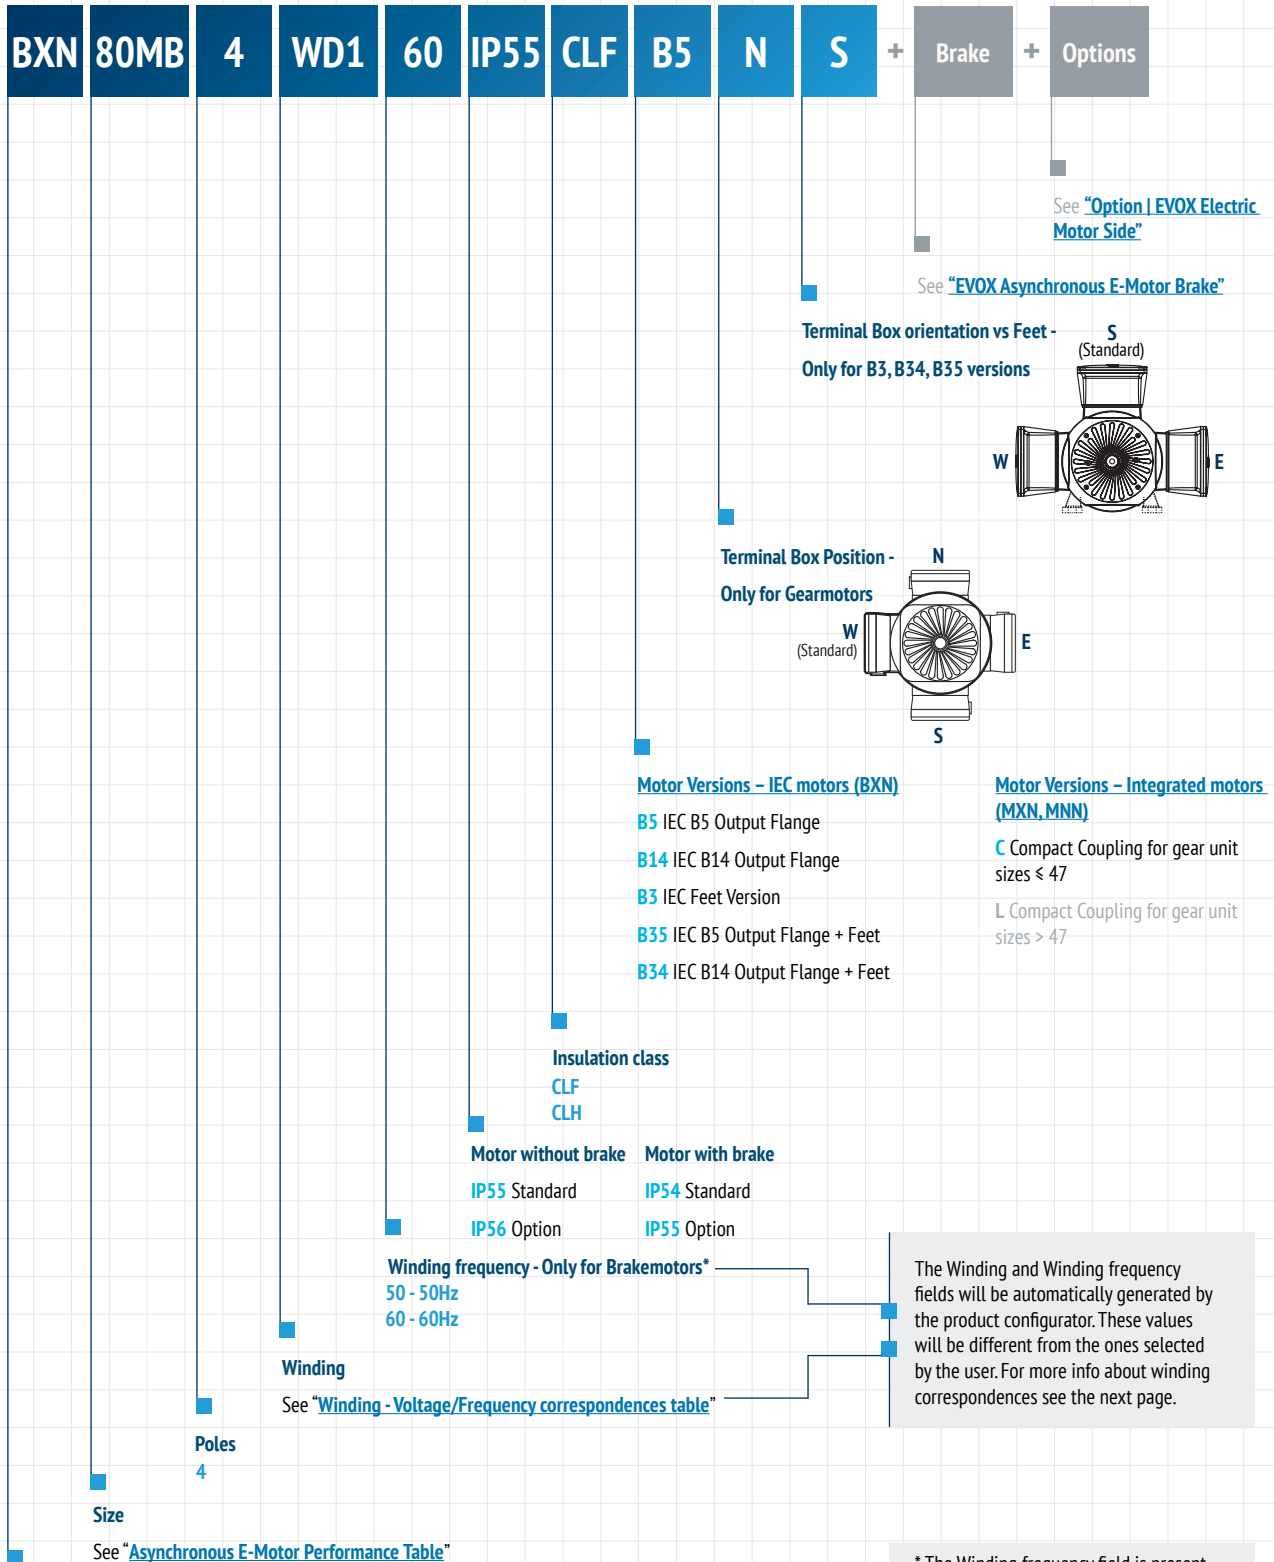 BXN 80MB 4 WD1 60 IP55 CLF B5 N S + Brake + Options
See “Option | EVOX Electric
Motor Side”
See “EVOX Asynchronous E-Motor Brake”
Terminal Box orientation vs Feet -
Only for B3, B34, B35 versions
S
(Standard)
W
E
Terminal Box Position -
Only for Gearmotors
N
W
(Standard)
E
S
Motor Versions – IEC motors (BXN)
B5 IEC B5 Output Flange
B14 IEC B14 Output Flange
B3 IEC Feet Version
B35 IEC B5 Output Flange + Feet
B34 IEC B14 Output Flange + Feet
Motor Versions – Integrated motors
(MXN, MNN)
C Compact Coupling for gear unit
sizes ≤ 47
L Compact Coupling for gear unit
sizes > 47
Insulation class
CLF
CLH
Motor without brake
IP55 Standard
IP56 Option
Motor with brake
IP54 Standard
IP55 Option
Winding frequency - Only for Brakemotors*
50 - 50Hz
60 - 60Hz
The Winding and Winding frequency
fields will be automatically generated by
the product configurator. These values
will be different from the ones selected
by the user. For more info about winding
correspondences see the next page.
Winding
See “Winding - Voltage/Frequency correspondences table”
Poles
4
Size
See “Asynchronous E-Motor Performance Table”
* The Winding frequency field is present